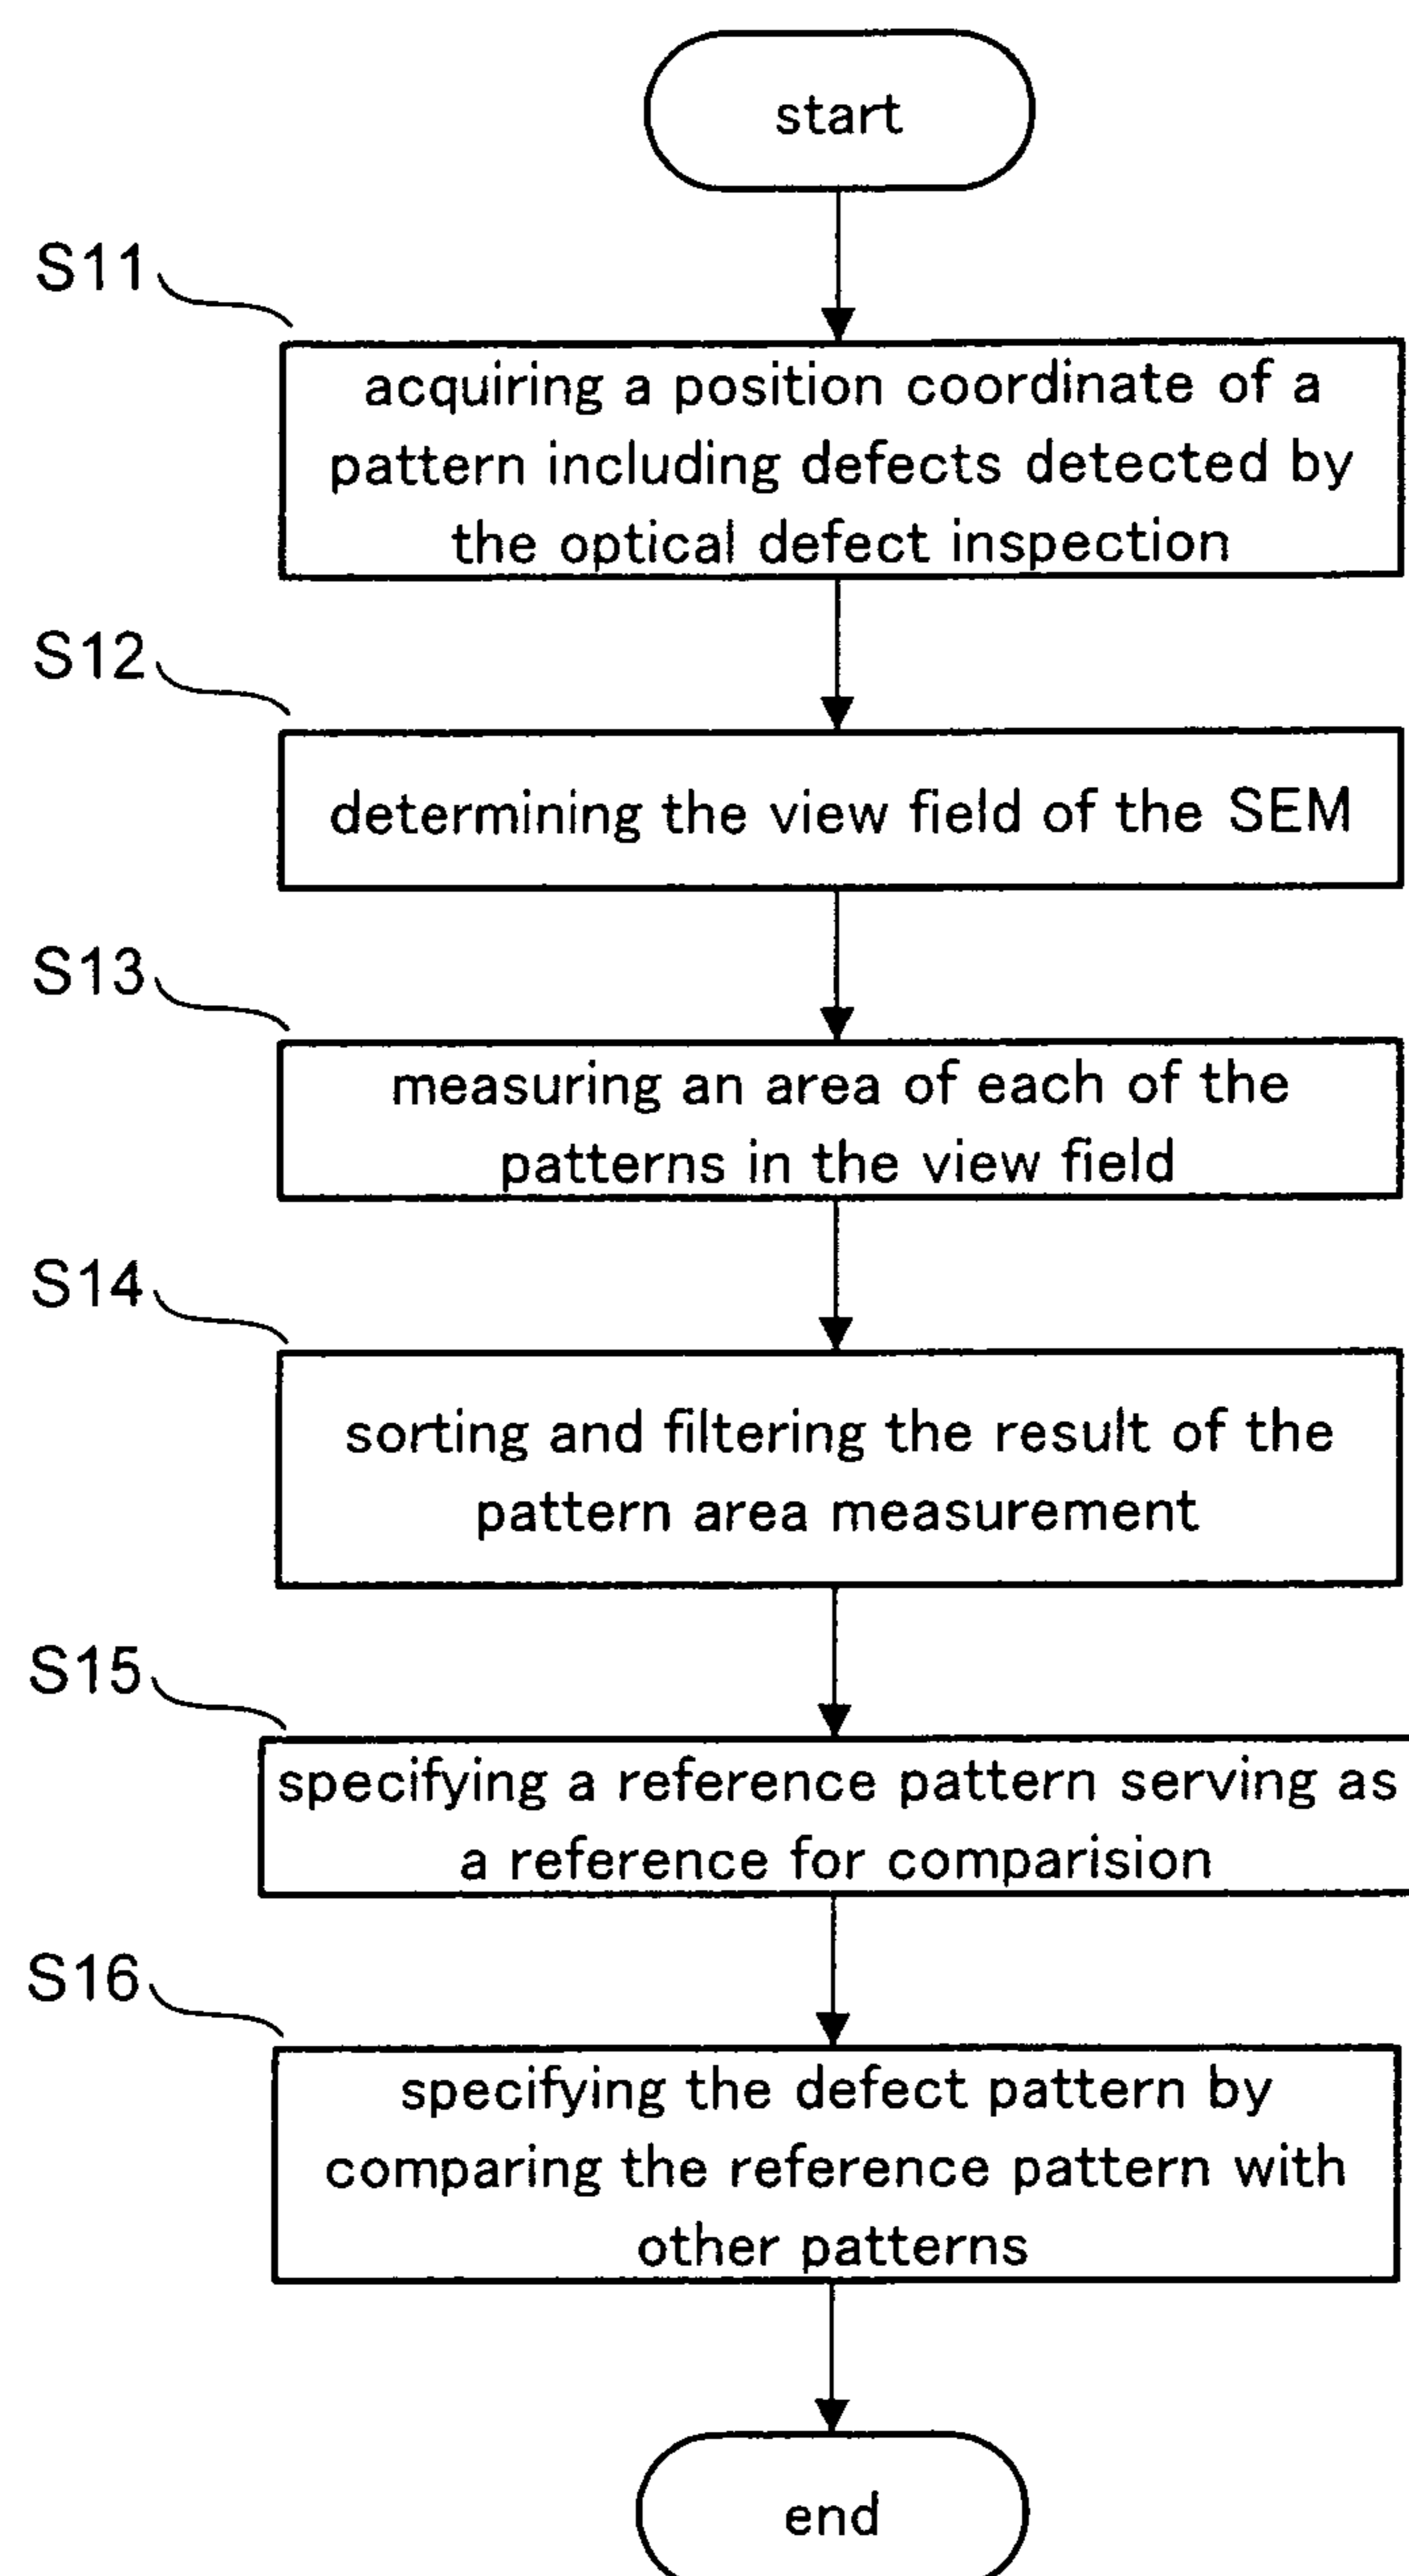 start
S11
acquiring a position coordinate of a
pattern including defects detected by
the optical defect inspection
S12
determining the view field of the SEM
S13
measuring an area of each of the
patterns in the view field
S14
sorting and filtering the result of the
pattern area measurement
S15
specifying a reference pattern serving as
a reference for comparision
S16
specifying the defect pattern by
comparing the reference pattern with
other patterns
end